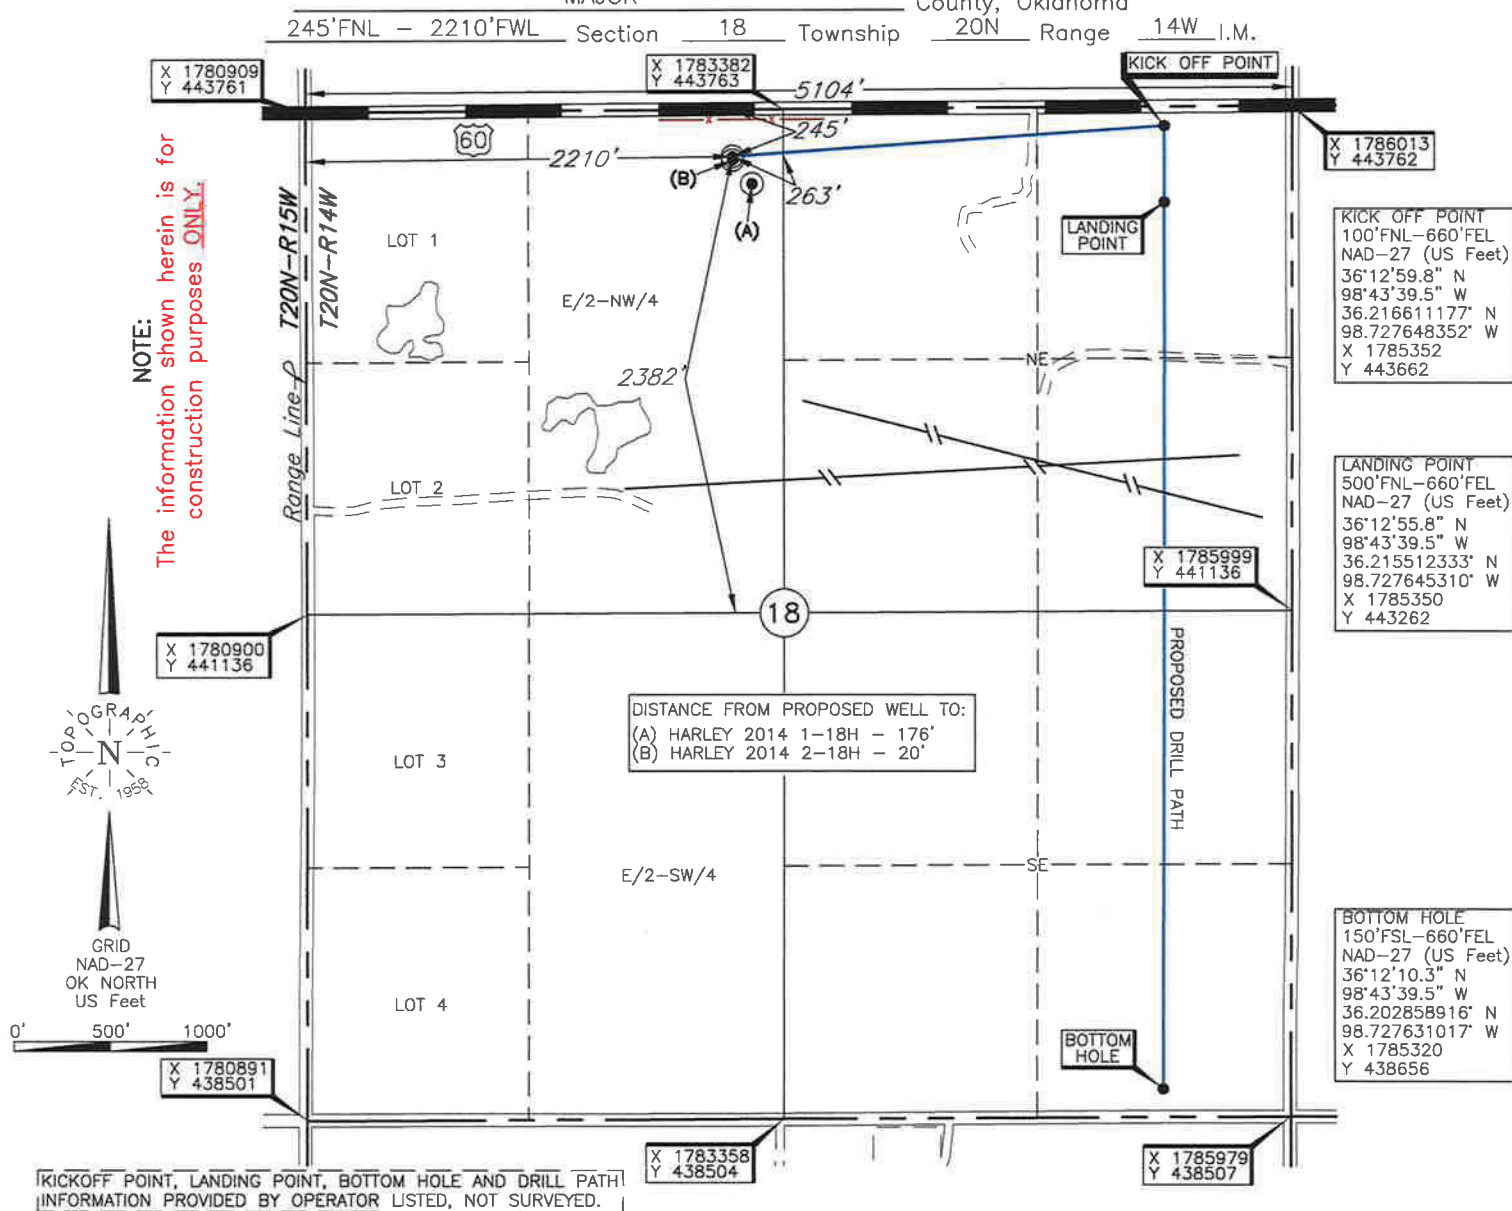 MAJOR County, Oklahoma
245'FNL – 2210'FWL Section 18 Township 20N Range 14W I.M.
X 1780909
Y 443761
X 1783382
Y 443763
KICK OFF POINT
5104'
X 1786013
Y 443762
60
245'
2210'
(B)
263'
(A)
LANDING
POINT
NOTE:
The information shown herein is for
construction purposes ONLY.
T20N-R15W
T20N-R14W
Range Line
LOT 1
E/2-NW/4
NE
2382'
LOT 2
KICK OFF POINT
100'FNL-660'FEL
NAD-27 (US Feet)
36°12'59.8" N
98°43'39.5" W
36.216611177° N
98.727648352° W
X 1785352
Y 443662
LANDING POINT
500'FNL-660'FEL
NAD-27 (US Feet)
36°12'55.8" N
98°43'39.5" W
36.215512333° N
98.727645310° W
X 1785350
Y 443262
X 1785999
Y 441136
18
X 1780900
Y 441136
PROPOSED DRILL PATH
DISTANCE FROM PROPOSED WELL TO:
(A) HARLEY 2014 1-18H - 176'
(B) HARLEY 2014 2-18H - 20'
TOPOGRAPHIC
N
EST. 1958
LOT 3
SE
E/2-SW/4
GRID
NAD-27
OK NORTH
US Feet
0' 500' 1000'
LOT 4
BOTTOM HOLE
150'FSL-660'FEL
NAD-27 (US Feet)
36°12'10.3" N
98°43'39.5" W
36.202858916° N
98.727631017° W
X 1785320
Y 438656
BOTTOM
HOLE
X 1780891
Y 438501
X 1783358
Y 438504
X 1785979
Y 438507
KICKOFF POINT, LANDING POINT, BOTTOM HOLE AND DRILL PATH
INFORMATION PROVIDED BY OPERATOR LISTED, NOT SURVEYED.